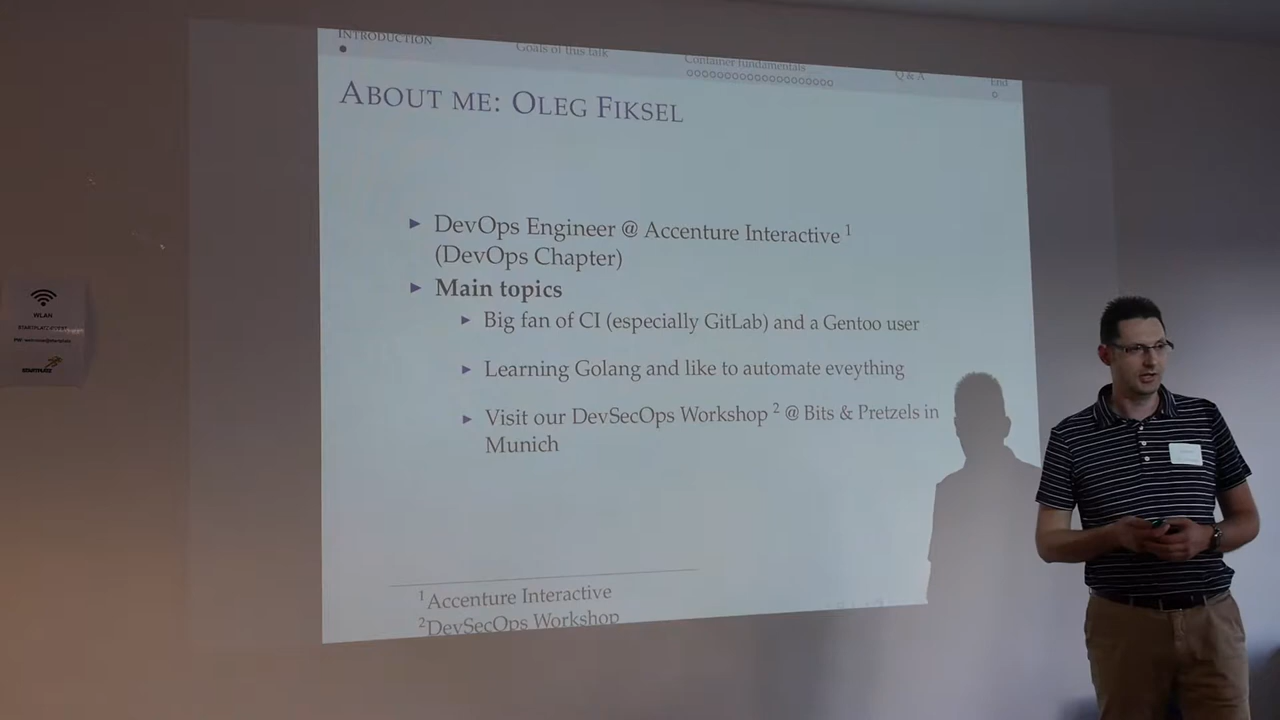 INTRODUCTION
Goals of this talk
Container fundamentals
Q & A
End
ABOUT ME: OLEG FIKSEL
DevOps Engineer @ Accenture Interactive 1
(DevOps Chapter)
Main topics
Big fan of CI (especially GitLab) and a Gentoo user
Learning Golang and like to automate eveything
Visit our DevSecOps Workshop 2 @ Bits & Pretzels in
Munich
1 Accenture Interactive
2 DevSecOps Workshop
WLAN